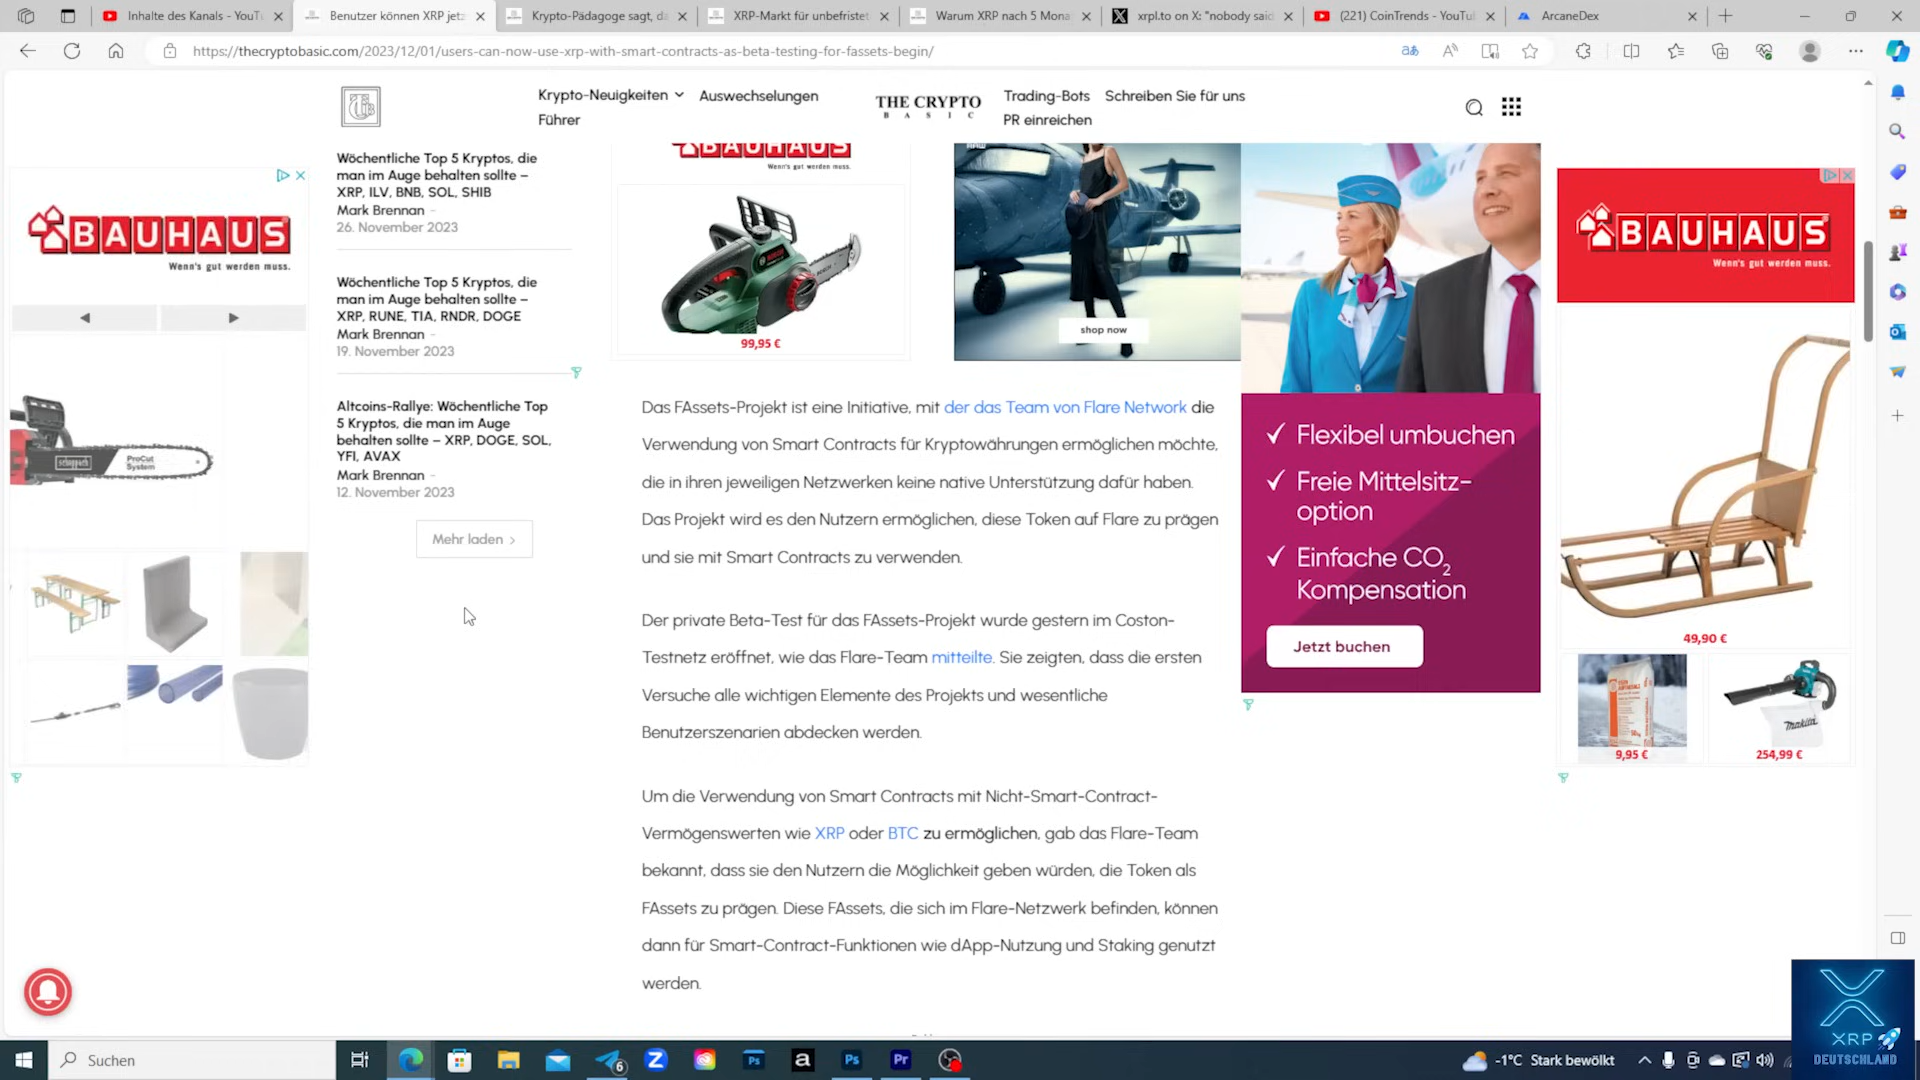 Inhalte des Kanals - YouTu
Benutzer können XRP jetz
Krypto-Pädagoge sagt, da
XRP-Markt für unbefristet
Warum XRP nach 5 Mona
xrpl.to on X: "nobody said
(221) CoinTrends - YouTu
ArcaneDex
https://thecryptobasic.com/2023/12/01/users-can-now-use-xrp-with-smart-contracts-as-beta-testing-for-fassets-begin/
Krypto-Neuigkeiten
Auswechselungen
Führer
THE CRYPTO
BASIC
Trading-Bots
Schreiben Sie für uns
PR einreichen
Wöchentliche Top 5 Kryptos, die
man im Auge behalten sollte –
XRP, ILV, BNB, SOL, SHIB
Mark Brennan -
26. November 2023
Wöchentliche Top 5 Kryptos, die
man im Auge behalten sollte –
XRP, RUNE, TIA, RNDR, DOGE
Mark Brennan -
19. November 2023
Altcoins-Rallye: Wöchentliche Top
5 Kryptos, die man im Auge
behalten sollte – XRP, DOGE, SOL,
YFI, AVAX
Mark Brennan -
12. November 2023
Mehr laden
BAUHAUS
Wenn's gut werden muss.
scheppach
ProCut
System
BAUHAUS
Wenn's gut werden muss.
99,95 €
shop now
Das FAssets-Projekt ist eine Initiative, mit der das Team von Flare Network die
Verwendung von Smart Contracts für Kryptowährungen ermöglichen möchte,
die in ihren jeweiligen Netzwerken keine native Unterstützung dafür haben.
Das Projekt wird es den Nutzern ermöglichen, diese Token auf Flare zu prägen
und sie mit Smart Contracts zu verwenden.
Der private Beta-Test für das FAssets-Projekt wurde gestern im Coston-
Testnetz eröffnet, wie das Flare-Team mitteilte. Sie zeigten, dass die ersten
Versuche alle wichtigen Elemente des Projekts und wesentliche
Benutzerszenarien abdecken werden.
Um die Verwendung von Smart Contracts mit Nicht-Smart-Contract-
Vermögenswerten wie XRP oder BTC zu ermöglichen, gab das Flare-Team
bekannt, dass sie den Nutzern die Möglichkeit geben würden, die Token als
FAssets zu prägen. Diese FAssets, die sich im Flare-Netzwerk befinden, können
dann für Smart-Contract-Funktionen wie dApp-Nutzung und Staking genutzt
werden.
Flexibel umbuchen
Freie Mittelsitz-
option
Einfache CO2
Kompensation
Jetzt buchen
BAUHAUS
Wenn's gut werden muss.
49,90 €
9,95 €
makita
254,99 €
XRP
DEUTSCHLAND
Suchen
6
Z
Ps
a
Ps
Pr
-1°C Stark bewölkt